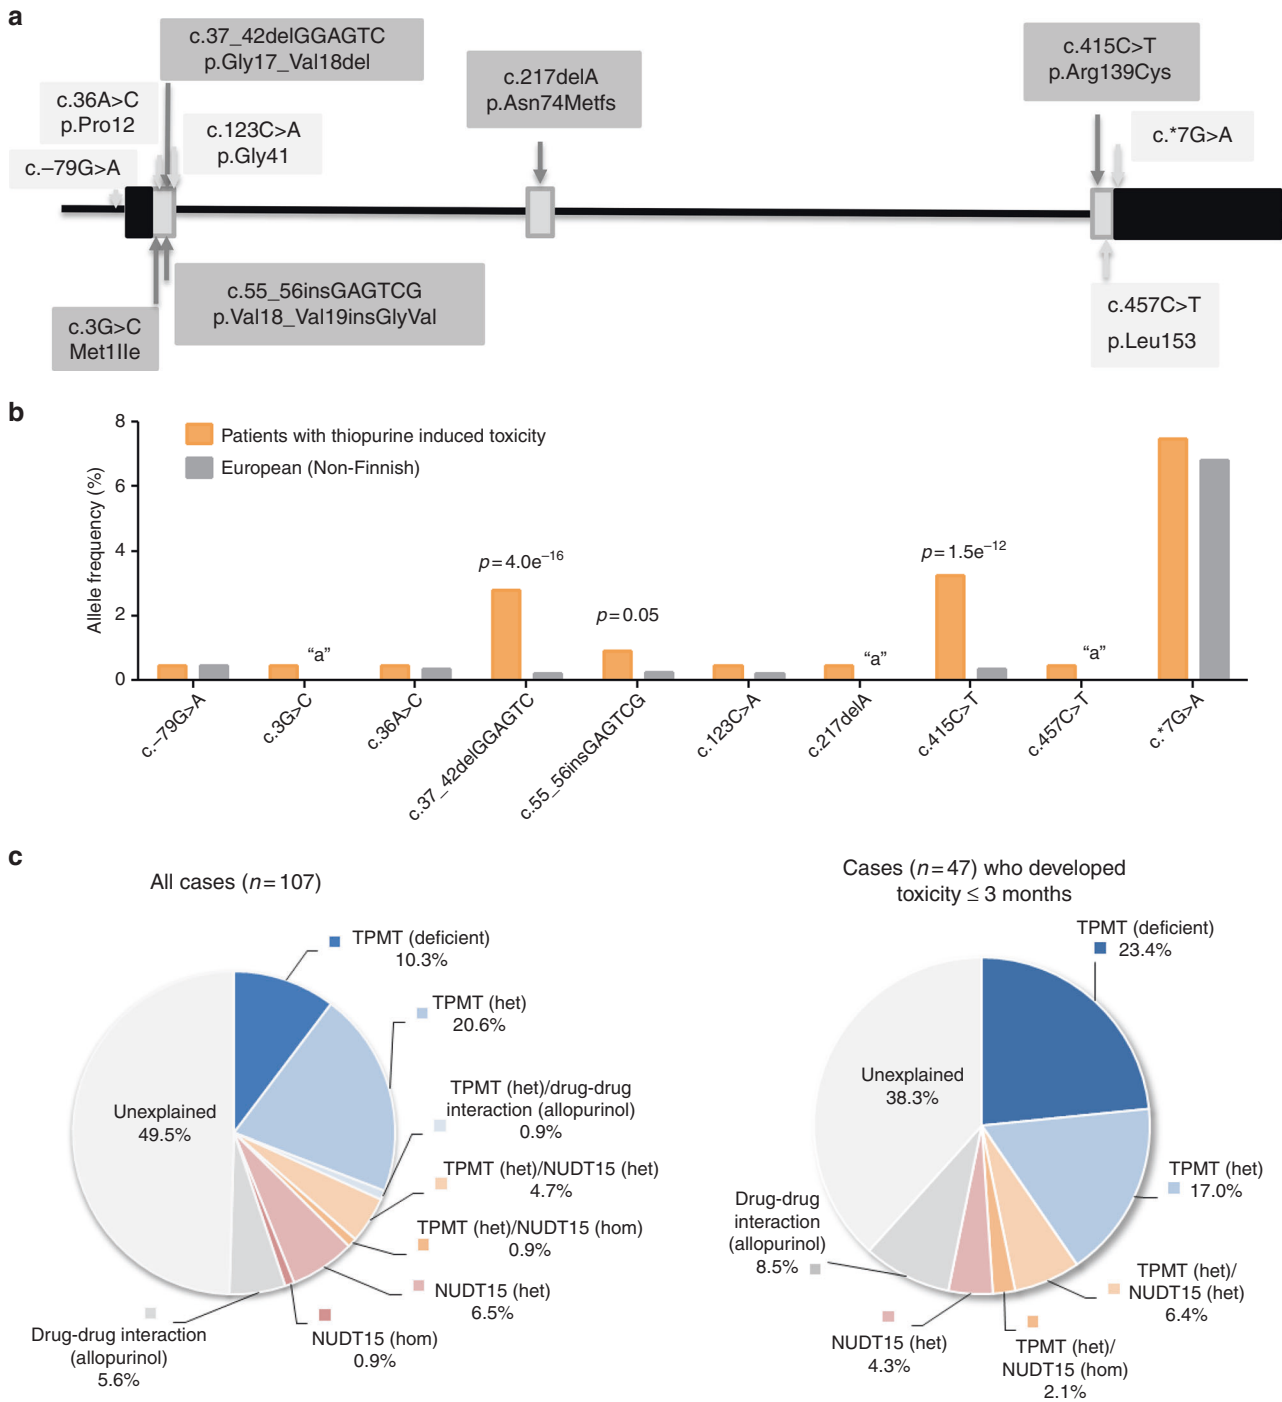 a
c.37_42delGGAGTC
p.Gly17_Val18del
c.36A>C
p.Pro12
c.123C>A
p.Gly41
c.–79G>A
c.217delA
p.Asn74Metfs
c.415C>T
p.Arg139Cys
c.*7G>A
c.3G>C
Met1IIe
c.55_56insGAGTCG
p.Val18_Val19insGlyVal
c.457C>T
p.Leu153
b
Allele frequency (%)
8
6
4
2
0
Patients with thiopurine induced toxicity
European (Non-Finnish)
"a"
p=4.0e–16
p=0.05
"a"
p=1.5e–12
"a"
c.–79G>A
c.3G>C
c.36A>C
c.37_42delGGAGTC
c.55_56insGAGTCG
c.123C>A
c.217delA
c.415C>T
c.457C>T
c.*7G>A
c
All cases (n=107)
TPMT (deficient)
10.3%
TPMT (het)
20.6%
TPMT (het)/drug-drug
interaction (allopurinol)
0.9%
TPMT (het)/NUDT15 (het)
4.7%
TPMT (het)/NUDT15 (hom)
0.9%
NUDT15 (het)
6.5%
NUDT15 (hom)
0.9%
Drug-drug interaction
(allopurinol)
5.6%
Unexplained
49.5%
Cases (n=47) who developed
toxicity ≤ 3 months
TPMT (deficient)
23.4%
TPMT (het)
17.0%
TPMT (het)/
NUDT15 (het)
6.4%
TPMT (het)/
NUDT15 (hom)
2.1%
NUDT15 (het)
4.3%
Drug-drug
interaction
(allopurinol)
8.5%
Unexplained
38.3%